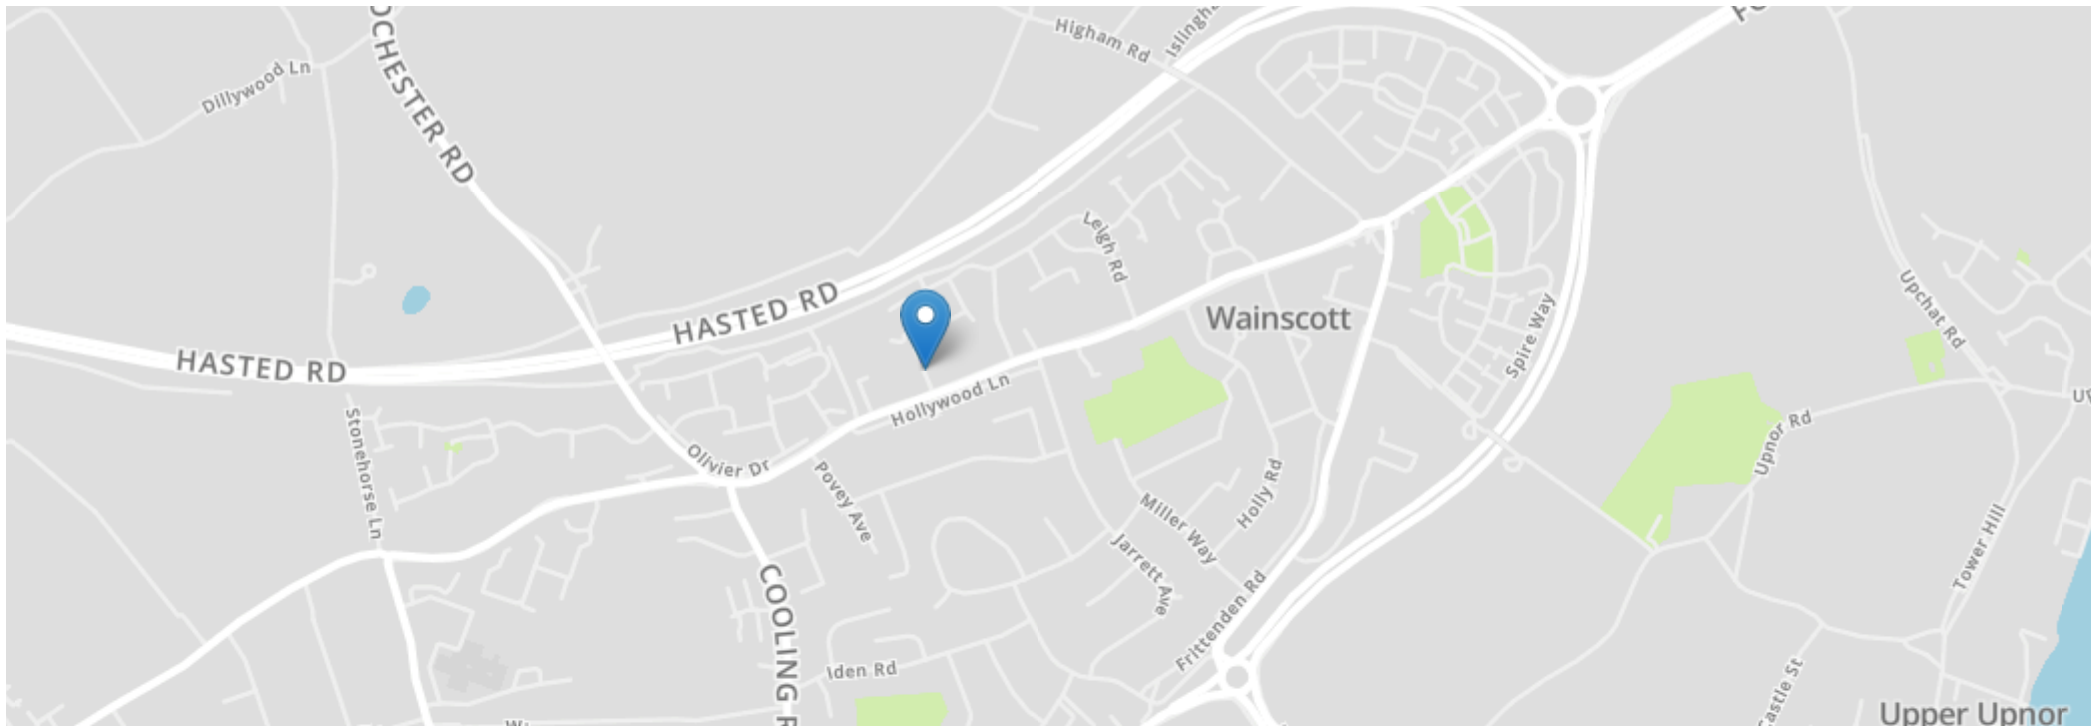 Higham Rd
Dillywood Ln
Leigh Rd
HASTED RD
Wainscott
HASTED RD
Spire Way
Upchat Rd
Hollywood Ln
Stonehorse Ln
Olivier Dr
Povey Ave
Upnor Rd
Holly Rd
Miller Way
Jarrett Ave
Tower Hill
Frittenden Rd
COOLING
Iden Rd
Castle St
Upper Upnor